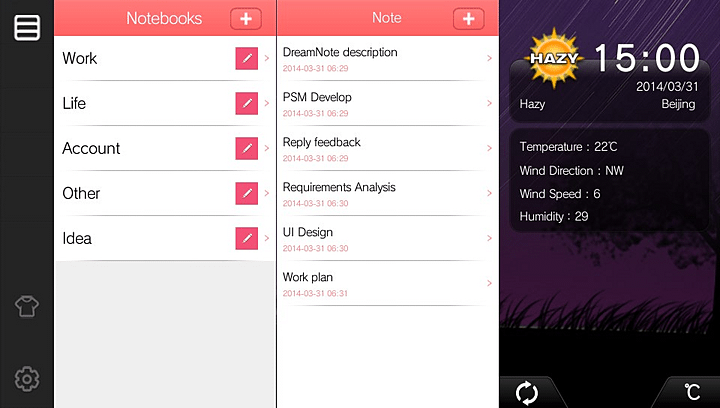 Notebooks
Work
Life
Account
Other
Idea
Note
DreamNote description
2014-03-31 06:29
PSM Develop
2014-03-31 06:29
Reply feedback
2014-03-31 06:29
Requirements Analysis
2014-03-31 06:30
UI Design
2014-03-31 06:30
Work plan
2014-03-31 06:31
HAZY
15:00
2014/03/31
Hazy Beijing
Temperature : 22℃
Wind Direction : NW
Wind Speed : 6
Humidity : 29
℃